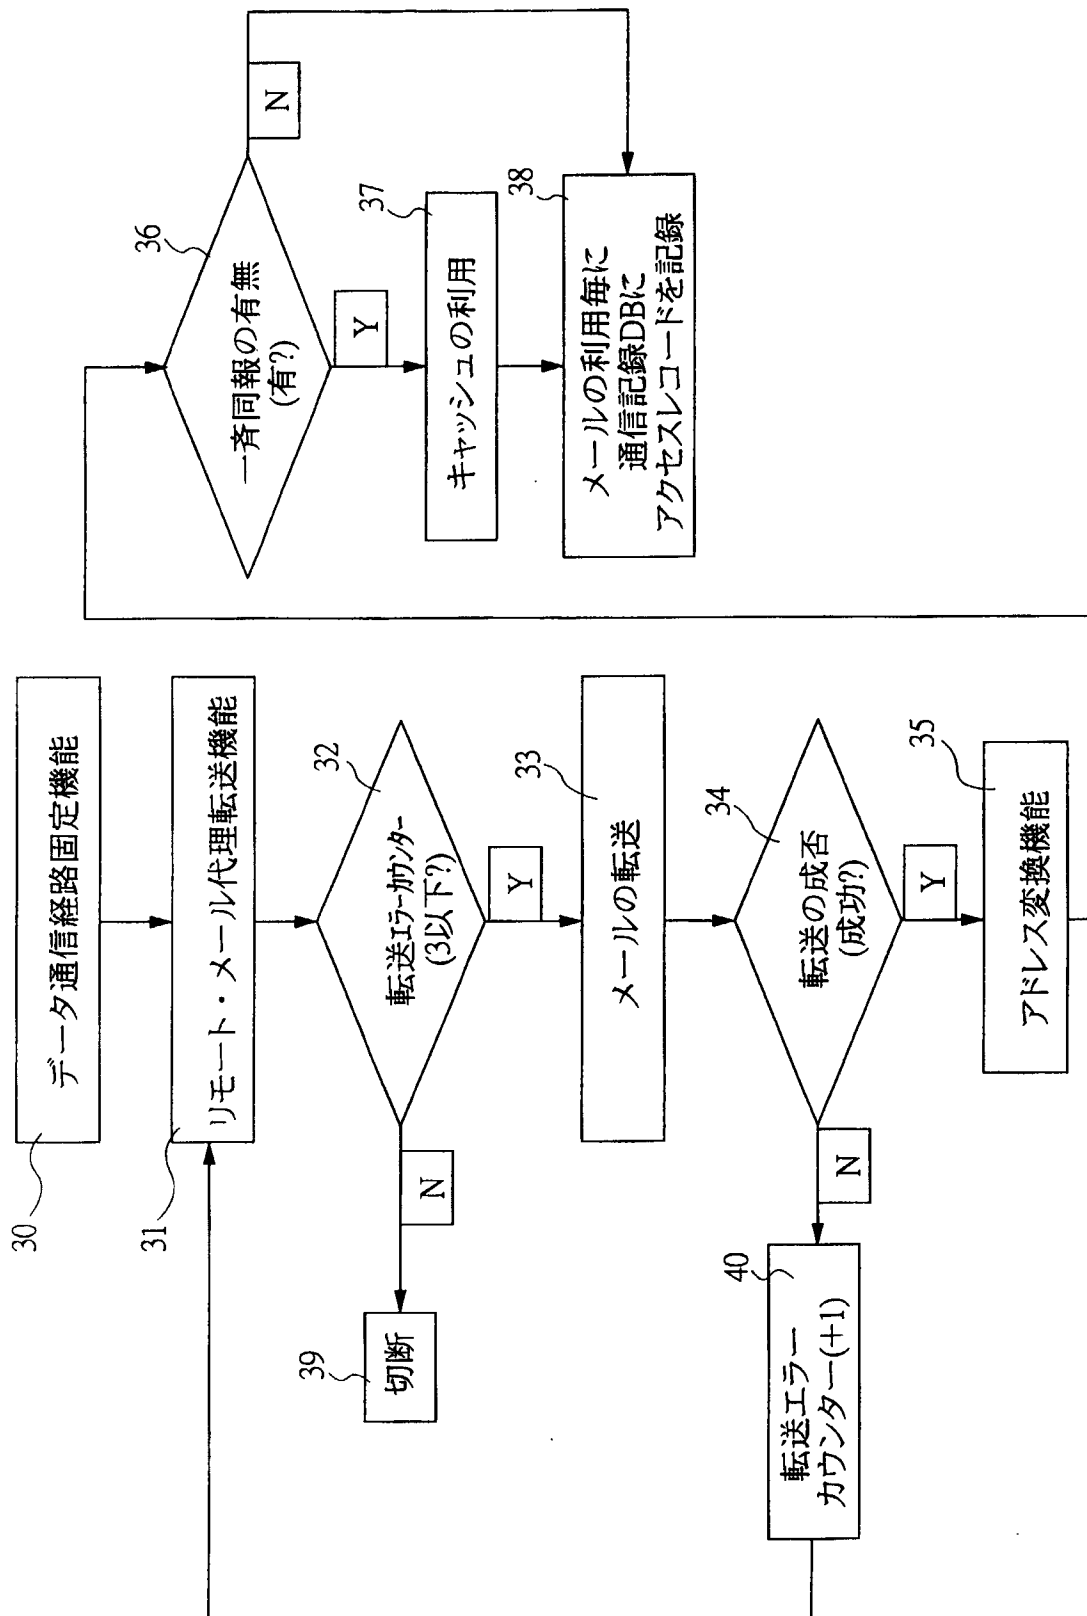 30
データ通信経路固定機能
31
リモート・メール代理転送機能
32
転送エラーカウンター
(3以下?)
N
39
切断
Y
33
メールの転送
34
転送の成否
(成功?)
N
40
転送エラー
カウンター(+1)
Y
35
アドレス変換機能
36
一斉同報の有無
(有?)
N
Y
37
キャッシュの利用
38
メールの利用毎に
通信記録DBに
アクセスレコードを記録